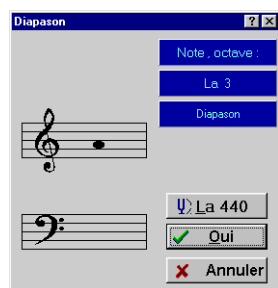 Diapason
Note, octave :
La 3
Diapason
La 440
Oui
Annuler